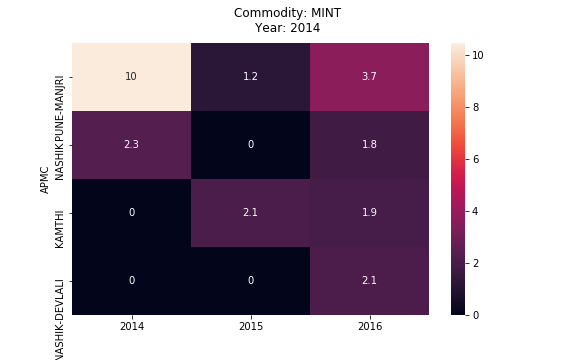 Commodity: MINT
Year: 2014
APMC
PUNE-MANJRI
NASHIK
KAMTHI
NASHIK-DEVLALI
10 1.2 3.7
2.3 0 1.8
0 2.1 1.9
0 0 2.1
2014 2015 2016
10
8
6
4
2
0